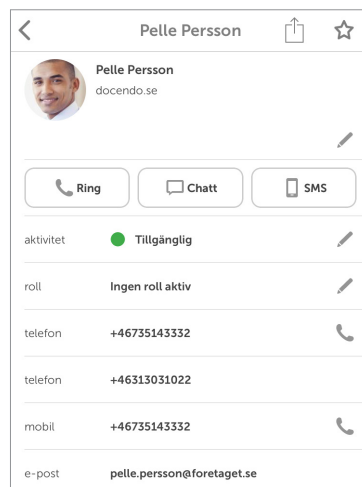 Pelle Persson
Pelle Persson
docendo.se
Ring Chatt SMS
aktivitet Tillgänglig
roll Ingen roll aktiv
telefon +46735143332
telefon +46313031022
mobil +46735143332
e-post pelle.persson@foretaget.se